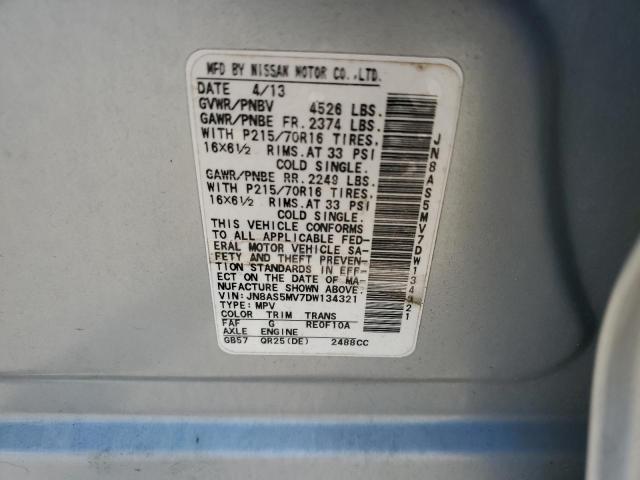 MFD BY NISSAN MOTOR CO.,LTD.
DATE 4/13
GVWR/PNBV 4526 LBS.
GAWR/PNBE FR. 2374 LBS.
WITH P215/70R16 TIRES.
16X6½ RIMS. AT 33 PSI
COLD SINGLE.
GAWR/PNBE RR. 2249 LBS.
WITH P215/70R16 TIRES.
16X6½ RIMS. AT 33 PSI
COLD SINGLE.
THIS VEHICLE CONFORMS
TO ALL APPLICABLE FED-
ERAL MOTOR VEHICLE SA-
FETY AND THEFT PREVEN-
TION STANDARDS IN EFF-
ECT ON THE DATE OF MA-
NUFACTURE SHOWN ABOVE.
VIN: JN8AS5MV7DW134321
TYPE: MPV
COLOR TRIM TRANS
FAF G RE0F10A
AXLE ENGINE
GB57 QR25(DE) 2488CC
JN8AS5MV7DW134321